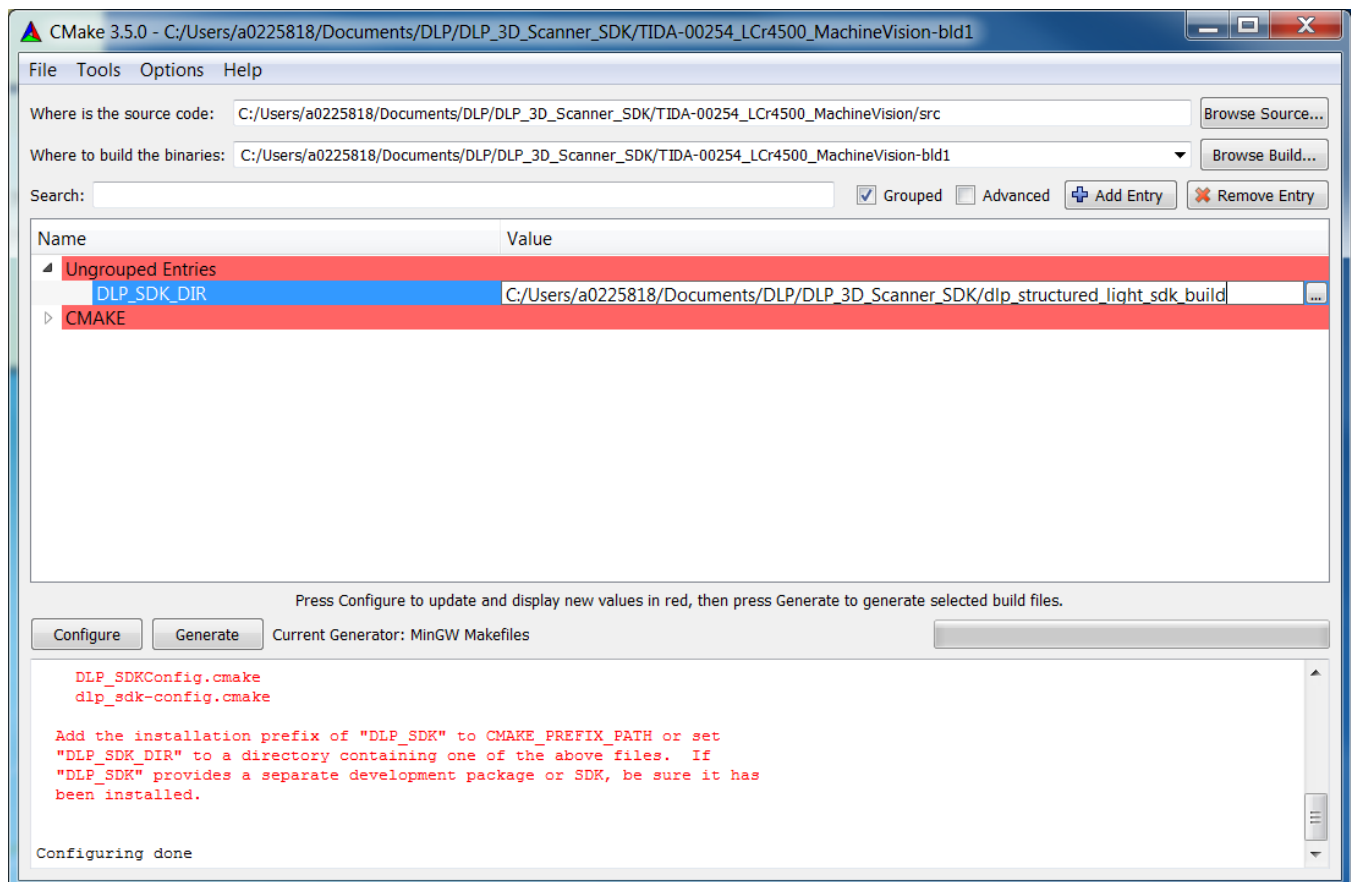 CMake 3.5.0 - C:/Users/a0225818/Documents/DLP/DLP_3D_Scanner_SDK/TIDA-00254_LCr4500_MachineVision-bld1
File Tools Options Help
Where is the source code: C:/Users/a0225818/Documents/DLP/DLP_3D_Scanner_SDK/TIDA-00254_LCr4500_MachineVision/src Browse Source...
Where to build the binaries: C:/Users/a0225818/Documents/DLP/DLP_3D_Scanner_SDK/TIDA-00254_LCr4500_MachineVision-bld1 Browse Build...
Search: Grouped Advanced Add Entry Remove Entry
Name Value
Ungrouped Entries
DLP_SDK_DIR C:/Users/a0225818/Documents/DLP/DLP_3D_Scanner_SDK/dlp_structured_light_sdk_build ...
CMAKE
Press Configure to update and display new values in red, then press Generate to generate selected build files.
Configure Generate Current Generator: MinGW Makefiles
DLP_SDKConfig.cmake
dlp_sdk-config.cmake
Add the installation prefix of "DLP_SDK" to CMAKE_PREFIX_PATH or set
"DLP_SDK_DIR" to a directory containing one of the above files. If
"DLP_SDK" provides a separate development package or SDK, be sure it has
been installed.
Configuring done